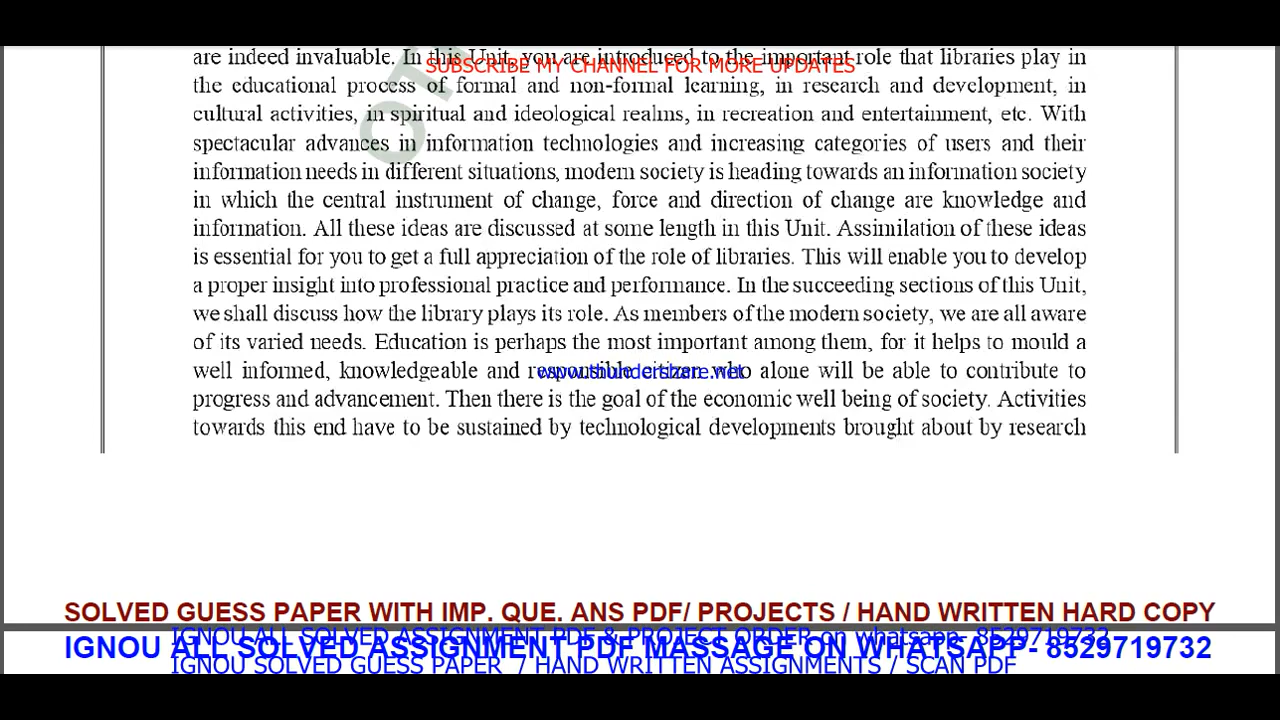 are indeed invaluable. In this Unit, you are introduced to the important role that libraries play in
SUBSCRIBE MY CHANNEL FOR MORE UPDATES
the educational process of formal and non-formal learning, in research and development, in
cultural activities, in spiritual and ideological realms, in recreation and entertainment, etc. With
spectacular advances in information technologies and increasing categories of users and their
information needs in different situations, modern society is heading towards an information society
in which the central instrument of change, force and direction of change are knowledge and
information. All these ideas are discussed at some length in this Unit. Assimilation of these ideas
is essential for you to get a full appreciation of the role of libraries. This will enable you to develop
a proper insight into professional practice and performance. In the succeeding sections of this Unit,
we shall discuss how the library plays its role. As members of the modern society, we are all aware
of its varied needs. Education is perhaps the most important among them, for it helps to mould a
well informed, knowledgeable and responsible citizen who alone will be able to contribute to
www.thundershare.net
progress and advancement. Then there is the goal of the economic well being of society. Activities
towards this end have to be sustained by technological developments brought about by research
SOLVED GUESS PAPER WITH IMP. QUE. ANS PDF/ PROJECTS / HAND WRITTEN HARD COPY
IGNOU ALL SOLVED ASSIGNMENT PDF & PROJECT ORDER on whatsapp- 8529719732
IGNOU ALL SOLVED ASSIGNMENT PDF MASSAGE ON WHATSAPP- 8529719732
IGNOU SOLVED GUESS PAPER / HAND WRITTEN ASSIGNMENTS / SCAN PDF